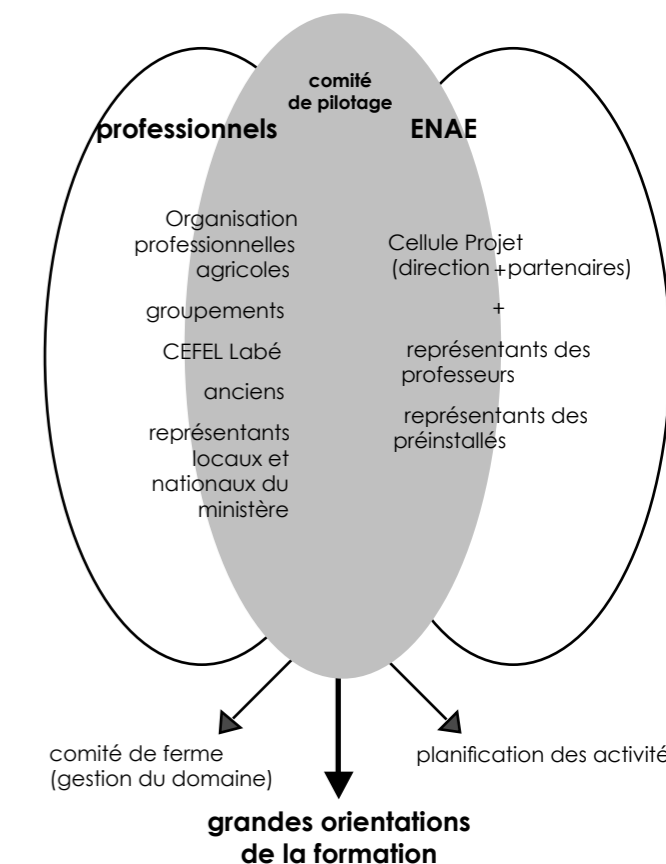 comité
de pilotage
professionnels
ENAE
Organisation
professionnelles
agricoles
groupements
CEFEL Labé
anciens
représentants
locaux et
nationaux du
ministère
Cellule Projet
(direction +partenaires)
+
représentants des
professeurs
représentants des
préinstallés
comité de ferme
(gestion du domaine)
planification des activité
grandes orientations
de la formation